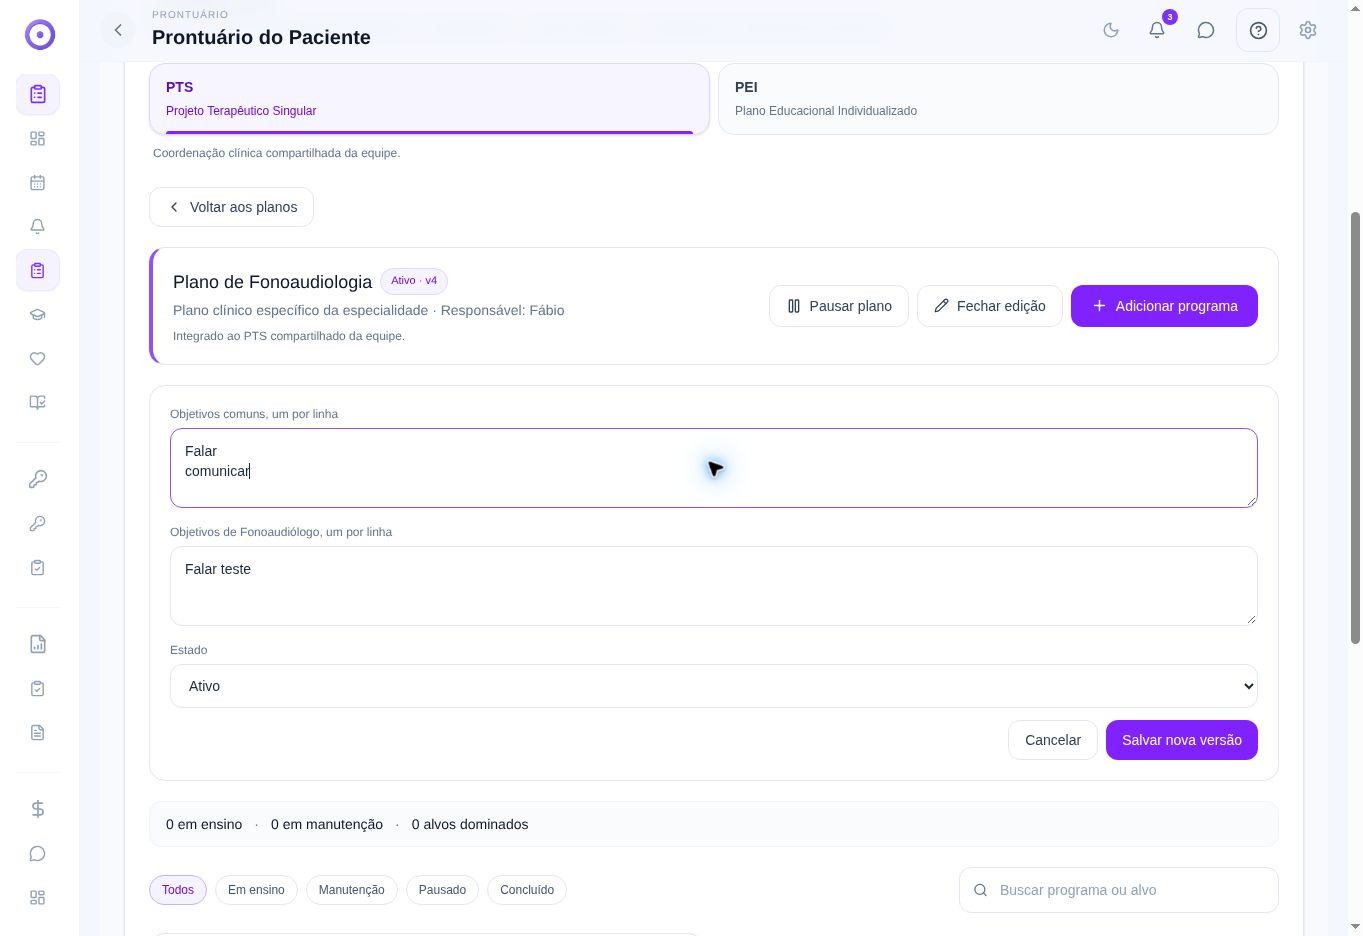 PRONTUÁRIO
Prontuário do Paciente
3
PTS
Projeto Terapêutico Singular
PEI
Plano Educacional Individualizado
Coordenação clínica compartilhada da equipe.
Voltar aos planos
Plano de Fonoaudiologia
Ativo · v4
Plano clínico específico da especialidade · Responsável: Fábio
Integrado ao PTS compartilhado da equipe.
Pausar plano
Fechar edição
Adicionar programa
Objetivos comuns, um por linha
Falar
comunicar
Objetivos de Fonoaudiólogo, um por linha
Falar teste
Estado
Ativo
Cancelar
Salvar nova versão
0 em ensino · 0 em manutenção · 0 alvos dominados
Todos
Em ensino
Manutenção
Pausado
Concluído
Buscar programa ou alvo